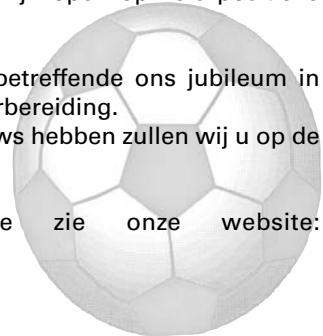 betreffende ons jubileum in
rbereiding.
ws hebben zullen wij u op de
e zie onze website: